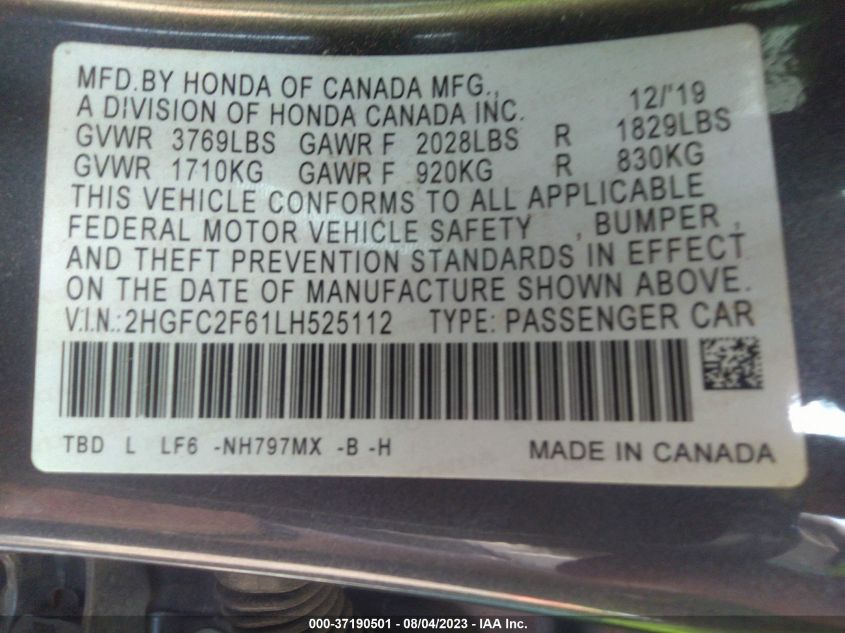 MFD.BY HONDA OF CANADA MFG.,
A DIVISION OF HONDA CANADA INC. 12/'19
GVWR 3769LBS GAWR F 2028LBS R 1829LBS
GVWR 1710KG GAWR F 920KG R 830KG
THIS VEHICLE CONFORMS TO ALL APPLICABLE
FEDERAL MOTOR VEHICLE SAFETY , BUMPER ,
AND THEFT PREVENTION STANDARDS IN EFFECT
ON THE DATE OF MANUFACTURE SHOWN ABOVE.
V.I.N.:2HGFC2F61LH525112 TYPE: PASSENGER CAR
TBD L LF6 -NH797MX -B -H MADE IN CANADA
000-37190501 - 08/04/2023 - IAA Inc.